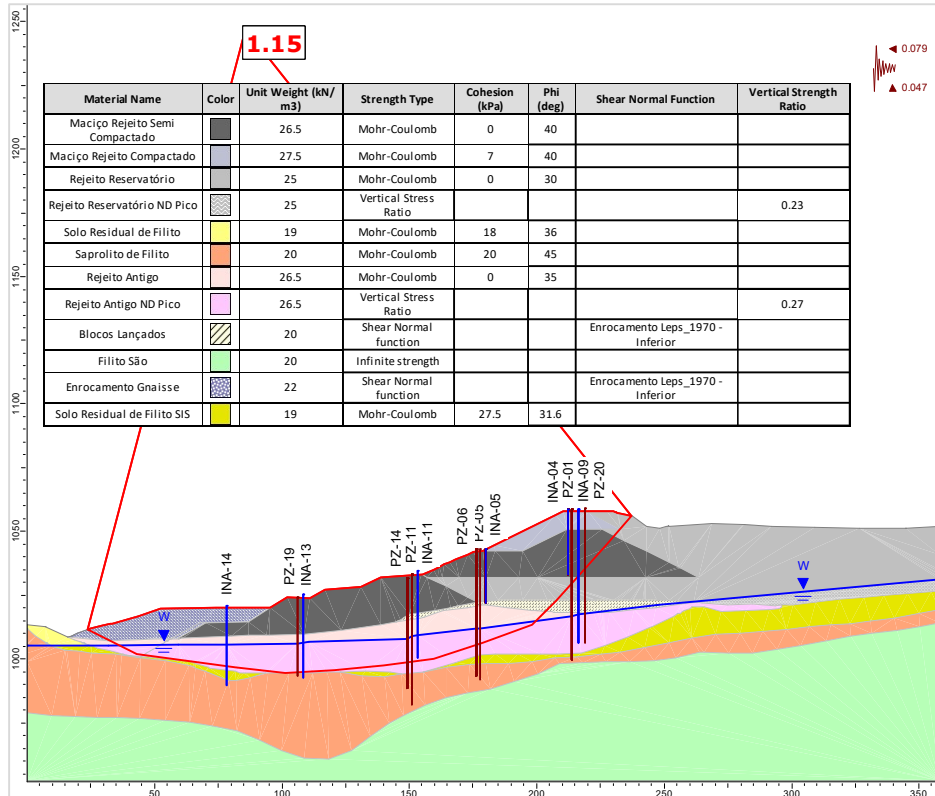 1.15
0.079
0.047
Material Name Color Unit Weight (kN/
m3) Strength Type Cohesion
(kPa) Phi
(deg) Shear Normal Function Vertical Strength
Ratio
Maciço Rejeito Semi
Compactado 26.5 Mohr-Coulomb 0 40
Maciço Rejeito Compactado 27.5 Mohr-Coulomb 7 40
Rejeito Reservatório 25 Mohr-Coulomb 0 30
Rejeito Reservatório ND Pico 25 Vertical Stress
Ratio 0.23
Solo Residual de Filito 19 Mohr-Coulomb 18 36
Saprolito de Filito 20 Mohr-Coulomb 20 45
Rejeito Antigo 26.5 Mohr-Coulomb 0 35
Rejeito Antigo ND Pico 26.5 Vertical Stress
Ratio 0.27
Blocos Lançados 20 Shear Normal
function Enrocamento Leps_1970 -
Inferior
Filito São 20 Infinite strength
Enrocamento Gnaisse 22 Shear Normal
function Enrocamento Leps_1970 -
Inferior
Solo Residual de Filito SIS 19 Mohr-Coulomb 27.5 31.6
1250
1200
1150
1100
1050
1000
INA-14
PZ-19
INA-13
PZ-14
PZ-11
INA-11
PZ-06
PZ-05
INA-05
INA-04
PZ-01
INA-09
PZ-20
W
W
50 100 150 200 250 300 350